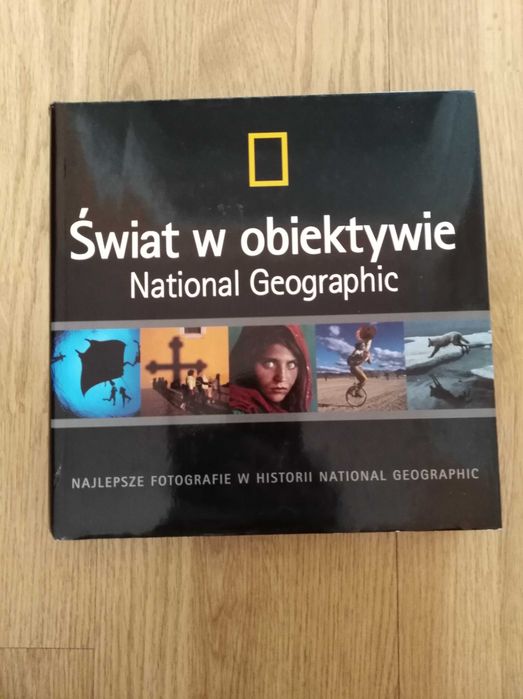 Świat w obiektywie
National Geographic
NAJLEPSZE FOTOGRAFIE W HISTORII NATIONAL GEOGRAPHIC